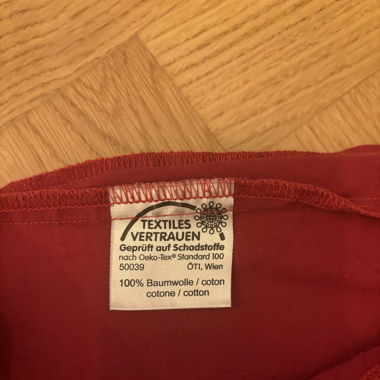 TEXTILES
VERTRAUEN
Geprüft auf Schadstoffe
nach Oeko-Tex® Standard 100
50039 ÖTI, Wien
100% Baumwolle / coton
cotone / cotton